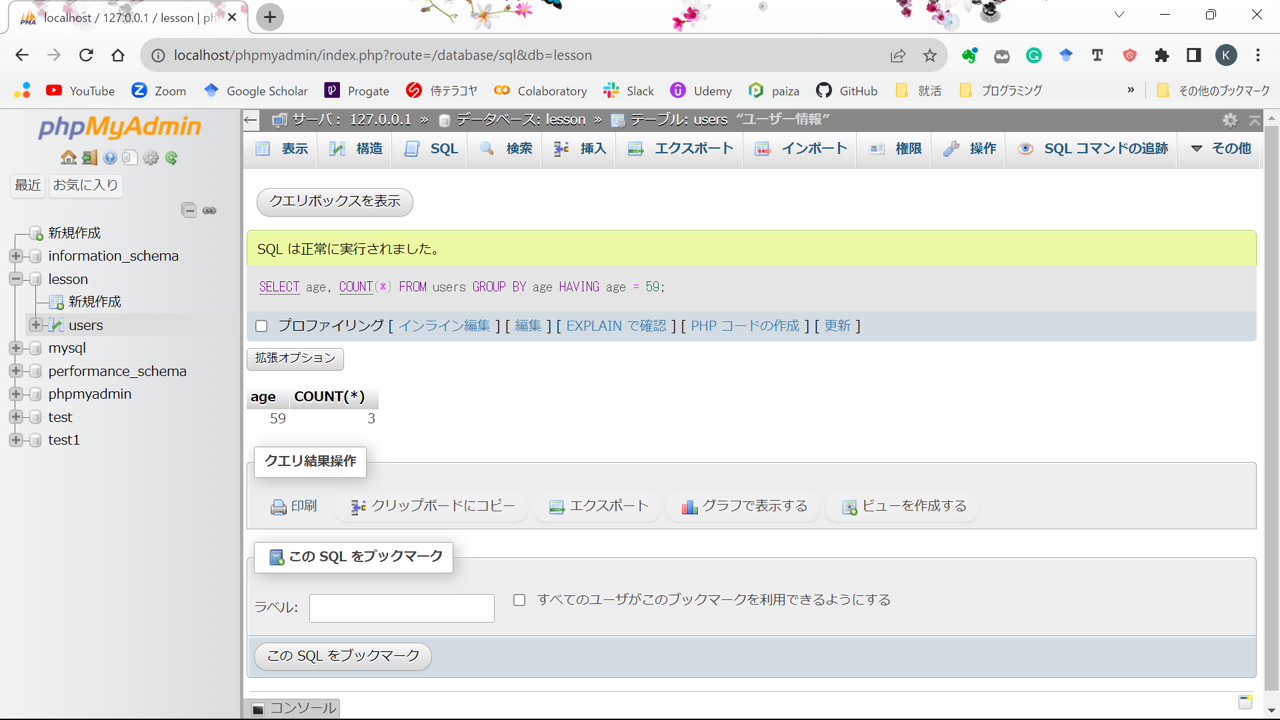 localhost / 127.0.0.1 / lesson | ph
localhost/phpmyadmin/index.php?route=/database/sql&db=lesson
K
YouTube Zoom Google Scholar Progate 侍テラコヤ Colaboratory Slack Udemy paiza GitHub 就活 プログラミング » その他のブックマーク
phpMyAdmin
最近 お気に入り
新規作成
information_schema
lesson
新規作成
users
mysql
performance_schema
phpmyadmin
test
test1
サーバ: 127.0.0.1 » データベース: lesson » テーブル: users “ユーザー情報”
表示 構造 SQL 検索 挿入 エクスポート インポート 権限 操作 SQL コマンドの追跡 その他
クエリボックスを表示
SQL は正常に実行されました。
SELECT age, COUNT(*) FROM users GROUP BY age HAVING age = 59;
プロファイリング [ インライン編集 ] [ 編集 ] [ EXPLAIN で確認 ] [ PHP コードの作成 ] [ 更新 ]
拡張オプション
age COUNT(*)
59 3
クエリ結果操作
印刷 クリップボードにコピー エクスポート グラフで表示する ビューを作成する
この SQL をブックマーク
ラベル: すべてのユーザがこのブックマークを利用できるようにする
この SQL をブックマーク
コンソール